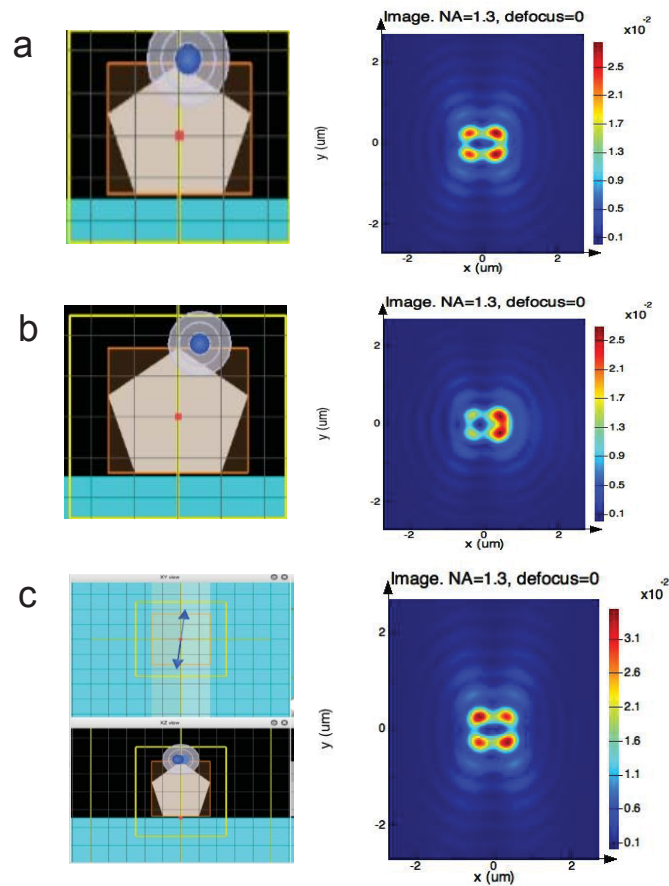 a
Image. NA=1.3, defocus=0
x10⁻²
y (um)
2
0
-2
-2
0
2
x (um)
2.5
2.1
1.7
1.3
0.9
0.5
0.1
b
Image. NA=1.3, defocus=0
x10⁻²
y (um)
2
0
-2
-2
0
2
x (um)
2.5
2.1
1.7
1.3
0.9
0.5
0.1
c
XY view
XZ view
Image. NA=1.3, defocus=0
x10⁻²
y (um)
2
0
-2
-2
0
2
x (um)
3.1
2.6
2.1
1.6
1.1
0.6
0.1